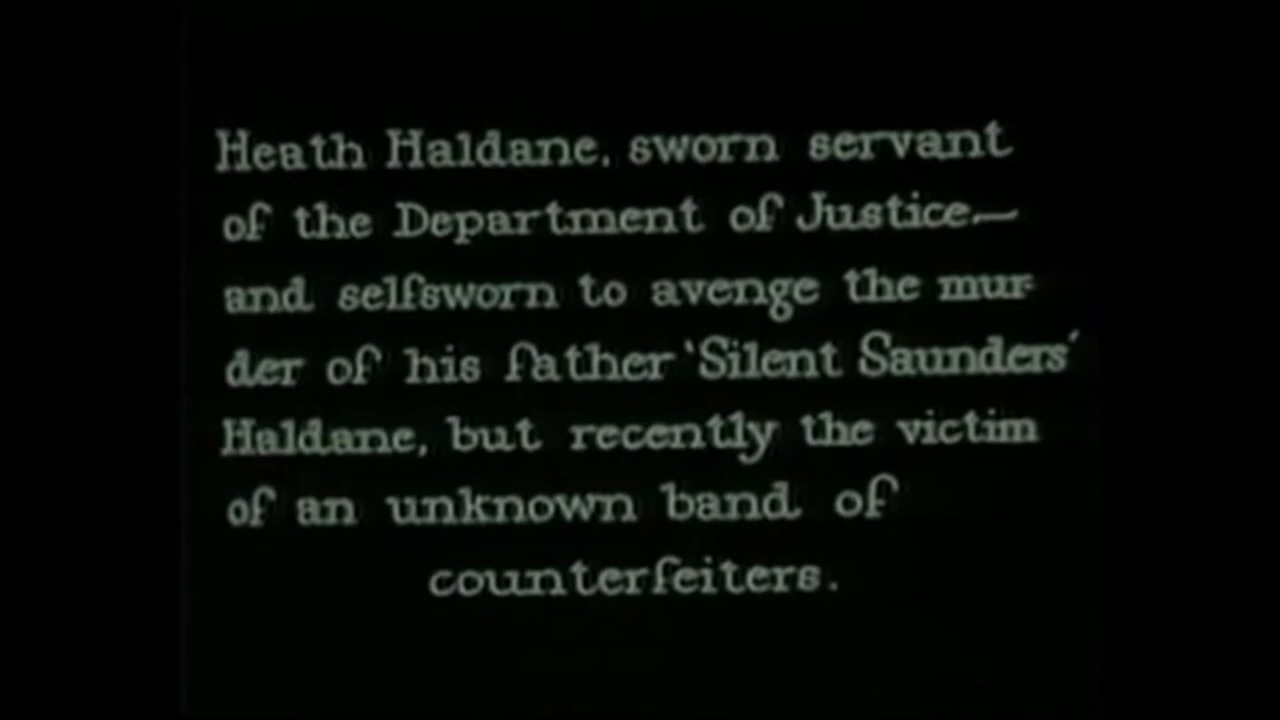 Heath Haldane, sworn servant
of the Department of Justice—
and selfsworn to avenge the mur-
der of his father 'Silent Saunders'
Haldane, but recently the victim
of an unknown band of
counterfeiters.